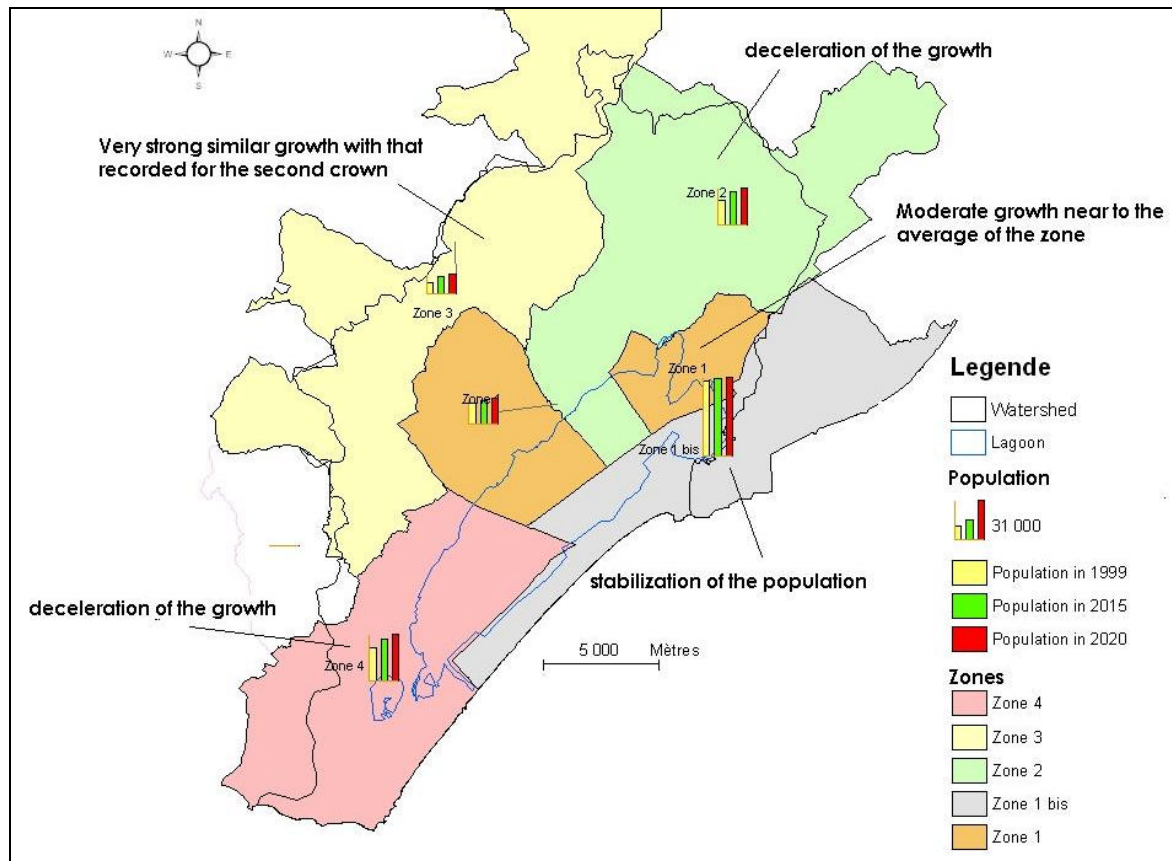 N
W E
S
deceleration of the growth
Very strong similar growth with that
recorded for the second crown
Zone 2
Moderate growth near to the
average of the zone
Zone 3
Zone 1
Zone 1
Zone 1 bis
stabilization of the population
deceleration of the growth
Zone 4
5 000 Mètres
Legende
Watershed
Lagoon
Population
31 000
Population in 1999
Population in 2015
Population in 2020
Zones
Zone 4
Zone 3
Zone 2
Zone 1 bis
Zone 1